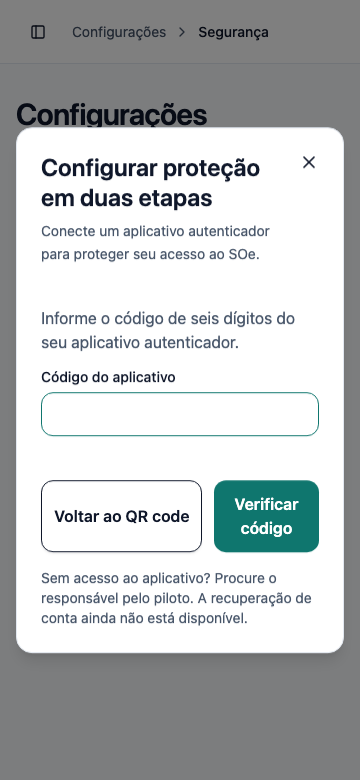 Configurações > Segurança
Configurações
Configurar proteção
em duas etapas
Conecte um aplicativo autenticador
para proteger seu acesso ao SOe.
Informe o código de seis dígitos do
seu aplicativo autenticador.
Código do aplicativo
Voltar ao QR code
Verificar
código
Sem acesso ao aplicativo? Procure o
responsável pelo piloto. A recuperação de
conta ainda não está disponível.